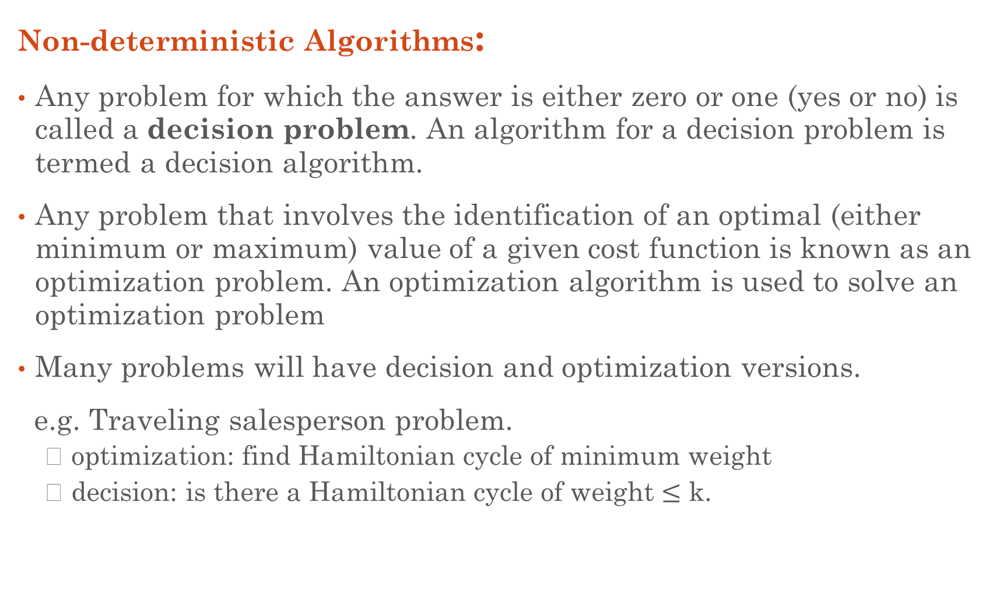 Non-deterministic Algorithms:
• Any problem for which the answer is either zero or one (yes or no) is
called a decision problem. An algorithm for a decision problem is
termed a decision algorithm.
• Any problem that involves the identification of an optimal (either
minimum or maximum) value of a given cost function is known as an
optimization problem. An optimization algorithm is used to solve an
optimization problem
• Many problems will have decision and optimization versions.
e.g. Traveling salesperson problem.
□ optimization: find Hamiltonian cycle of minimum weight
□ decision: is there a Hamiltonian cycle of weight ≤ k.